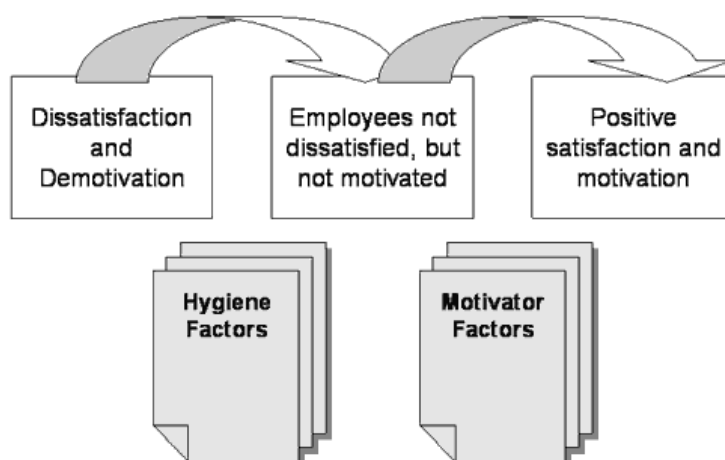 Dissatisfaction
and
Demotivation
Employees not
dissatisfied, but
not motivated
Positive
satisfaction and
motivation
Hygiene
Factors
Motivator
Factors